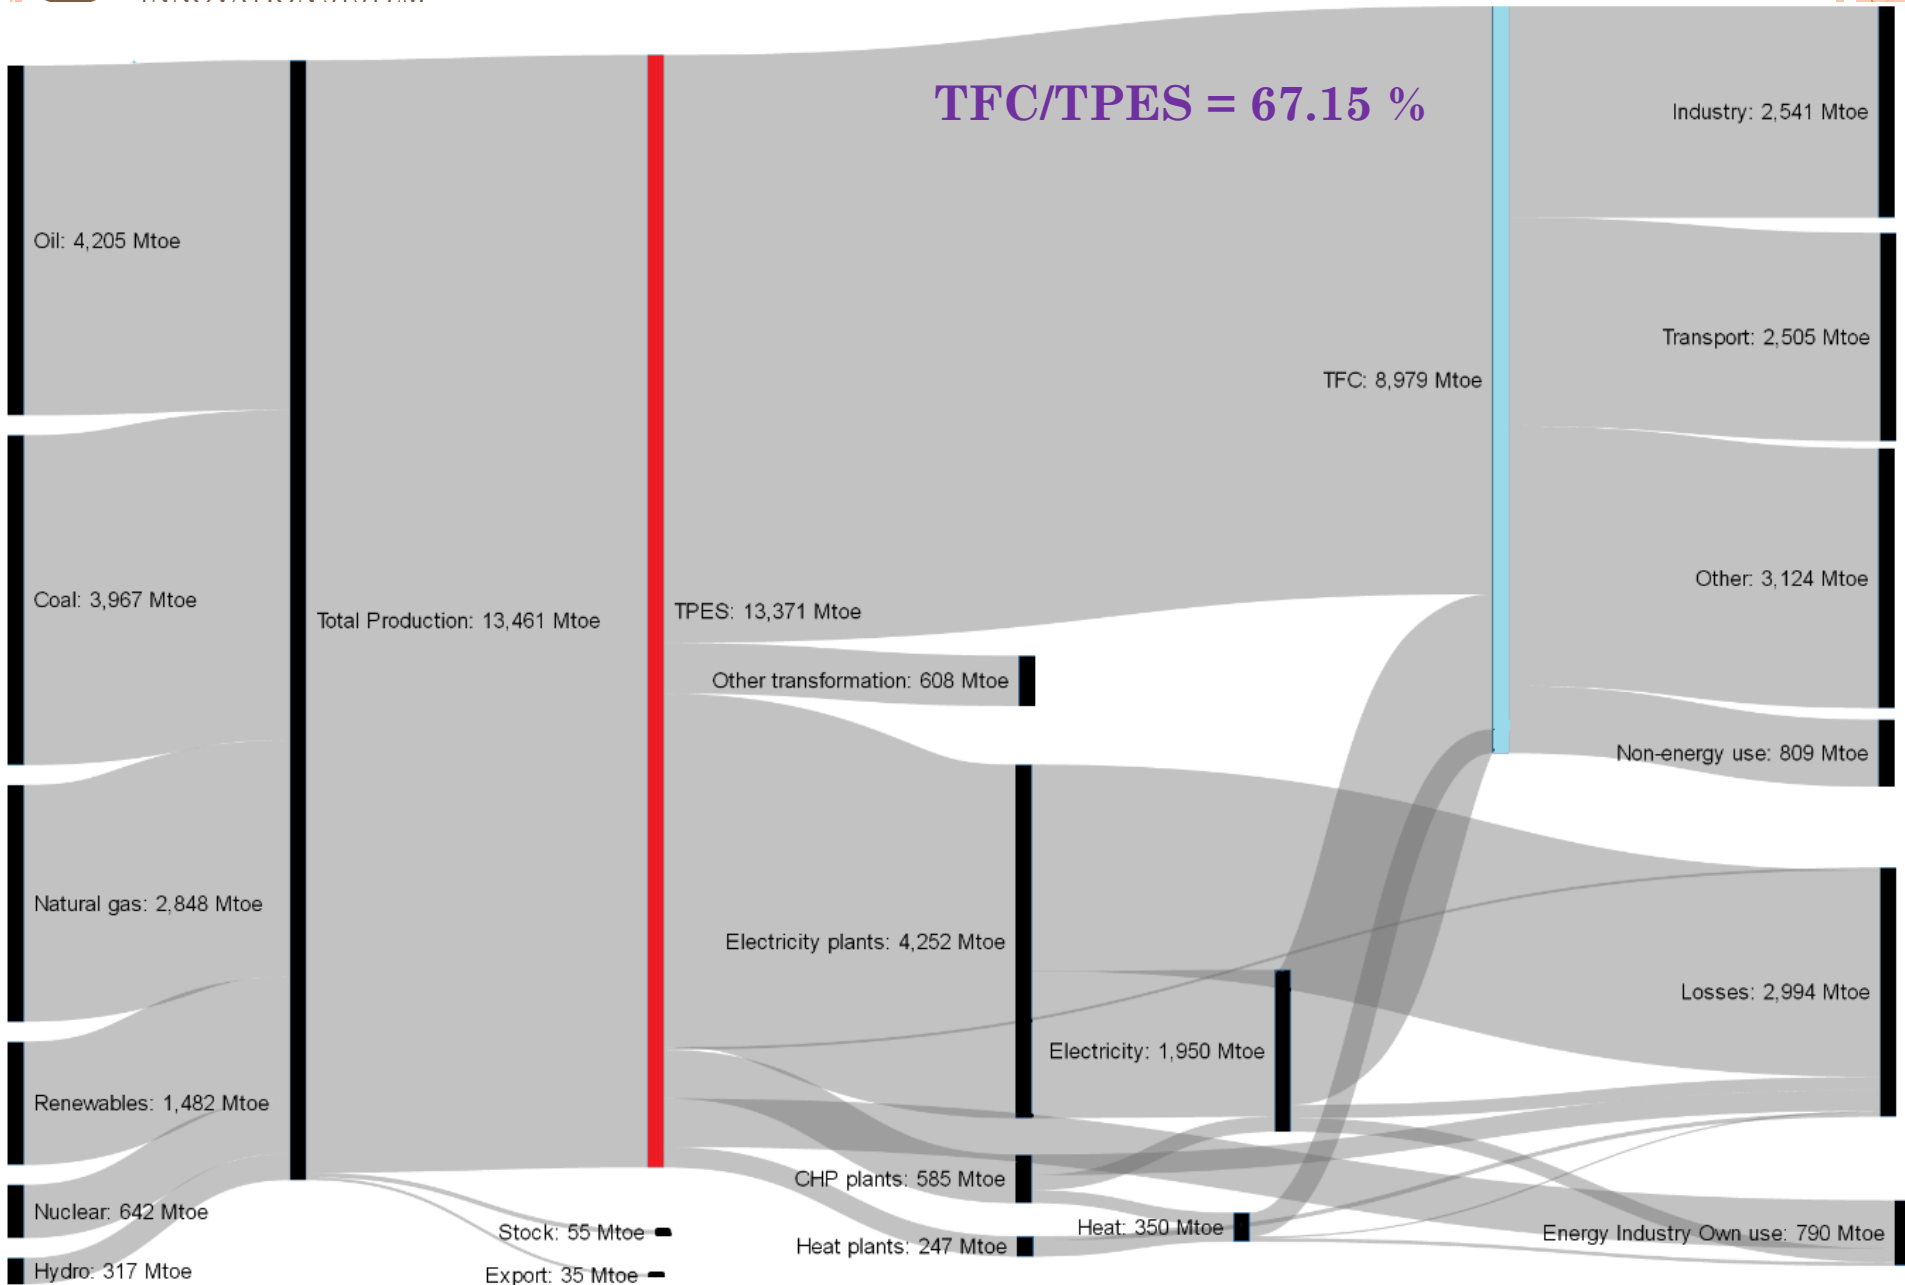 TFC/TPES = 67.15 %
Industry: 2,541 Mtoe
Oil: 4,205 Mtoe
Transport: 2,505 Mtoe
TFC: 8,979 Mtoe
Other: 3,124 Mtoe
Coal: 3,967 Mtoe
Total Production: 13,461 Mtoe
TPES: 13,371 Mtoe
Other transformation: 608 Mtoe
Non-energy use: 809 Mtoe
Natural gas: 2,848 Mtoe
Electricity plants: 4,252 Mtoe
Losses: 2,994 Mtoe
Electricity: 1,950 Mtoe
Renewables: 1,482 Mtoe
CHP plants: 585 Mtoe
Nuclear: 642 Mtoe
Heat: 350 Mtoe
Stock: 55 Mtoe
Energy Industry Own use: 790 Mtoe
Heat plants: 247 Mtoe
Hydro: 317 Mtoe
Export: 35 Mtoe